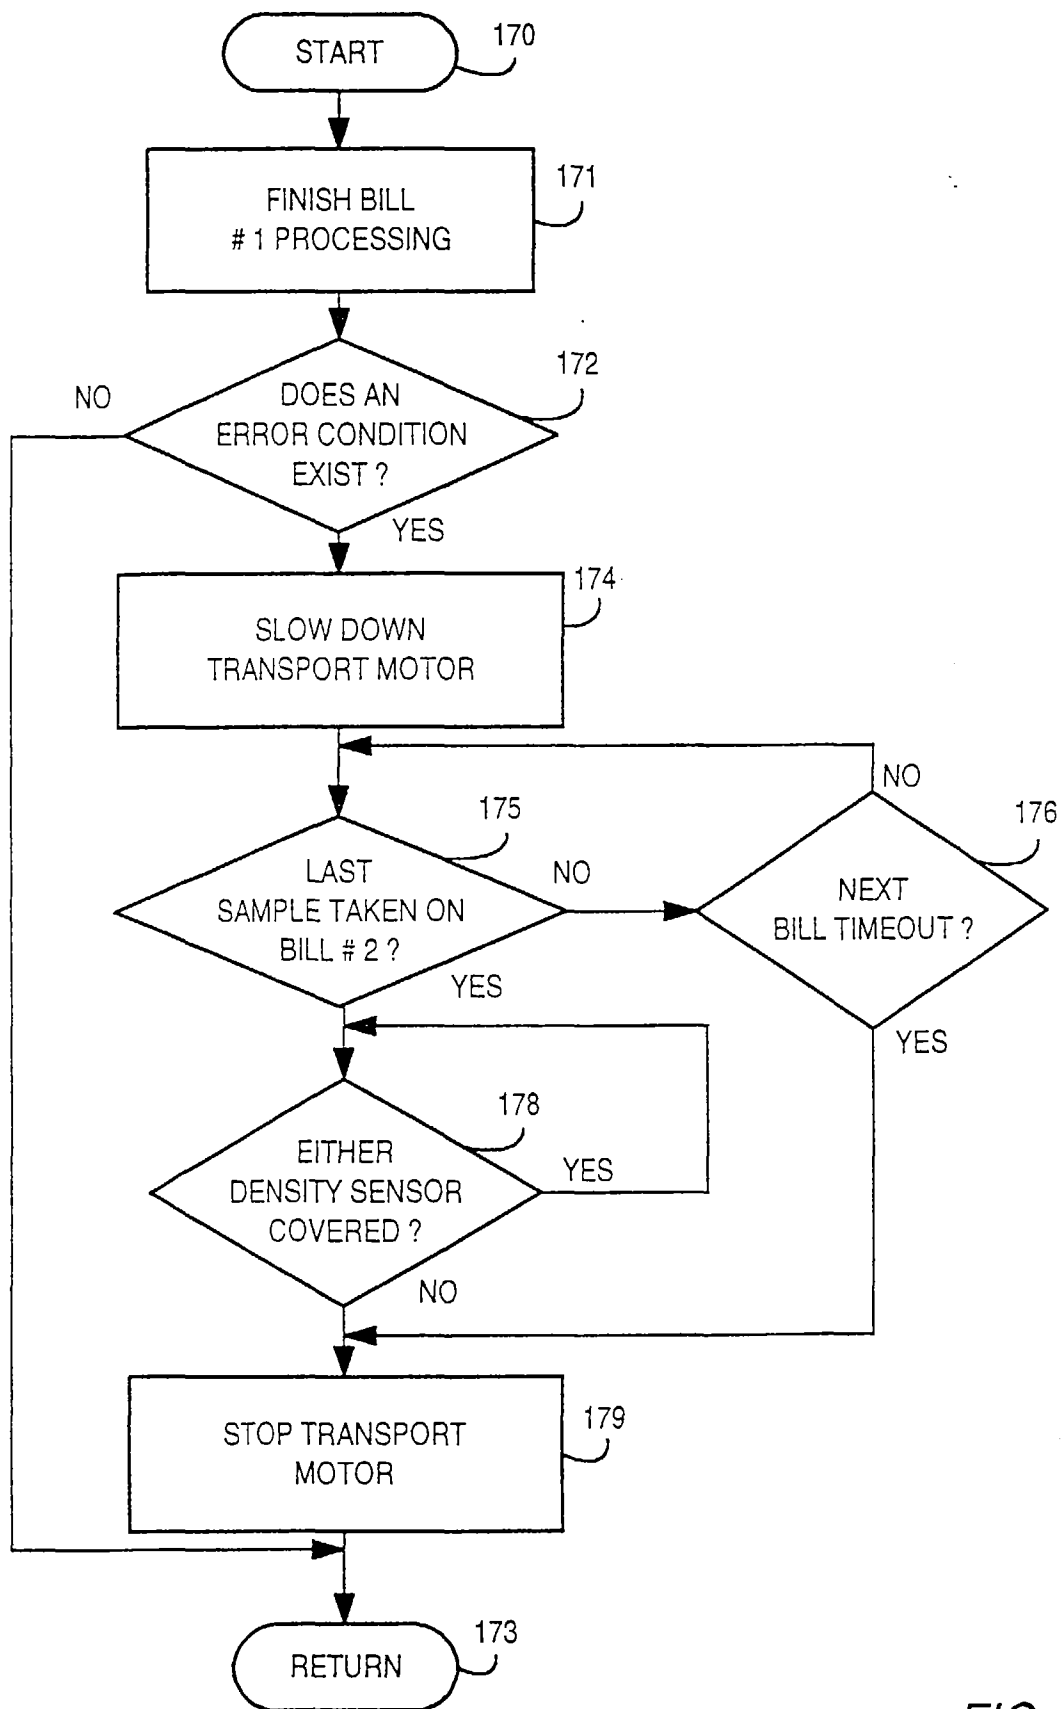 START
170
FINISH BILL
# 1 PROCESSING
171
DOES AN
ERROR CONDITION
EXIST ?
172
NO
YES
SLOW DOWN
TRANSPORT MOTOR
174
LAST
SAMPLE TAKEN ON
BILL # 2 ?
175
NO
YES
NEXT
BILL TIMEOUT ?
176
NO
YES
EITHER
DENSITY SENSOR
COVERED ?
178
YES
NO
STOP TRANSPORT
MOTOR
179
RETURN
173